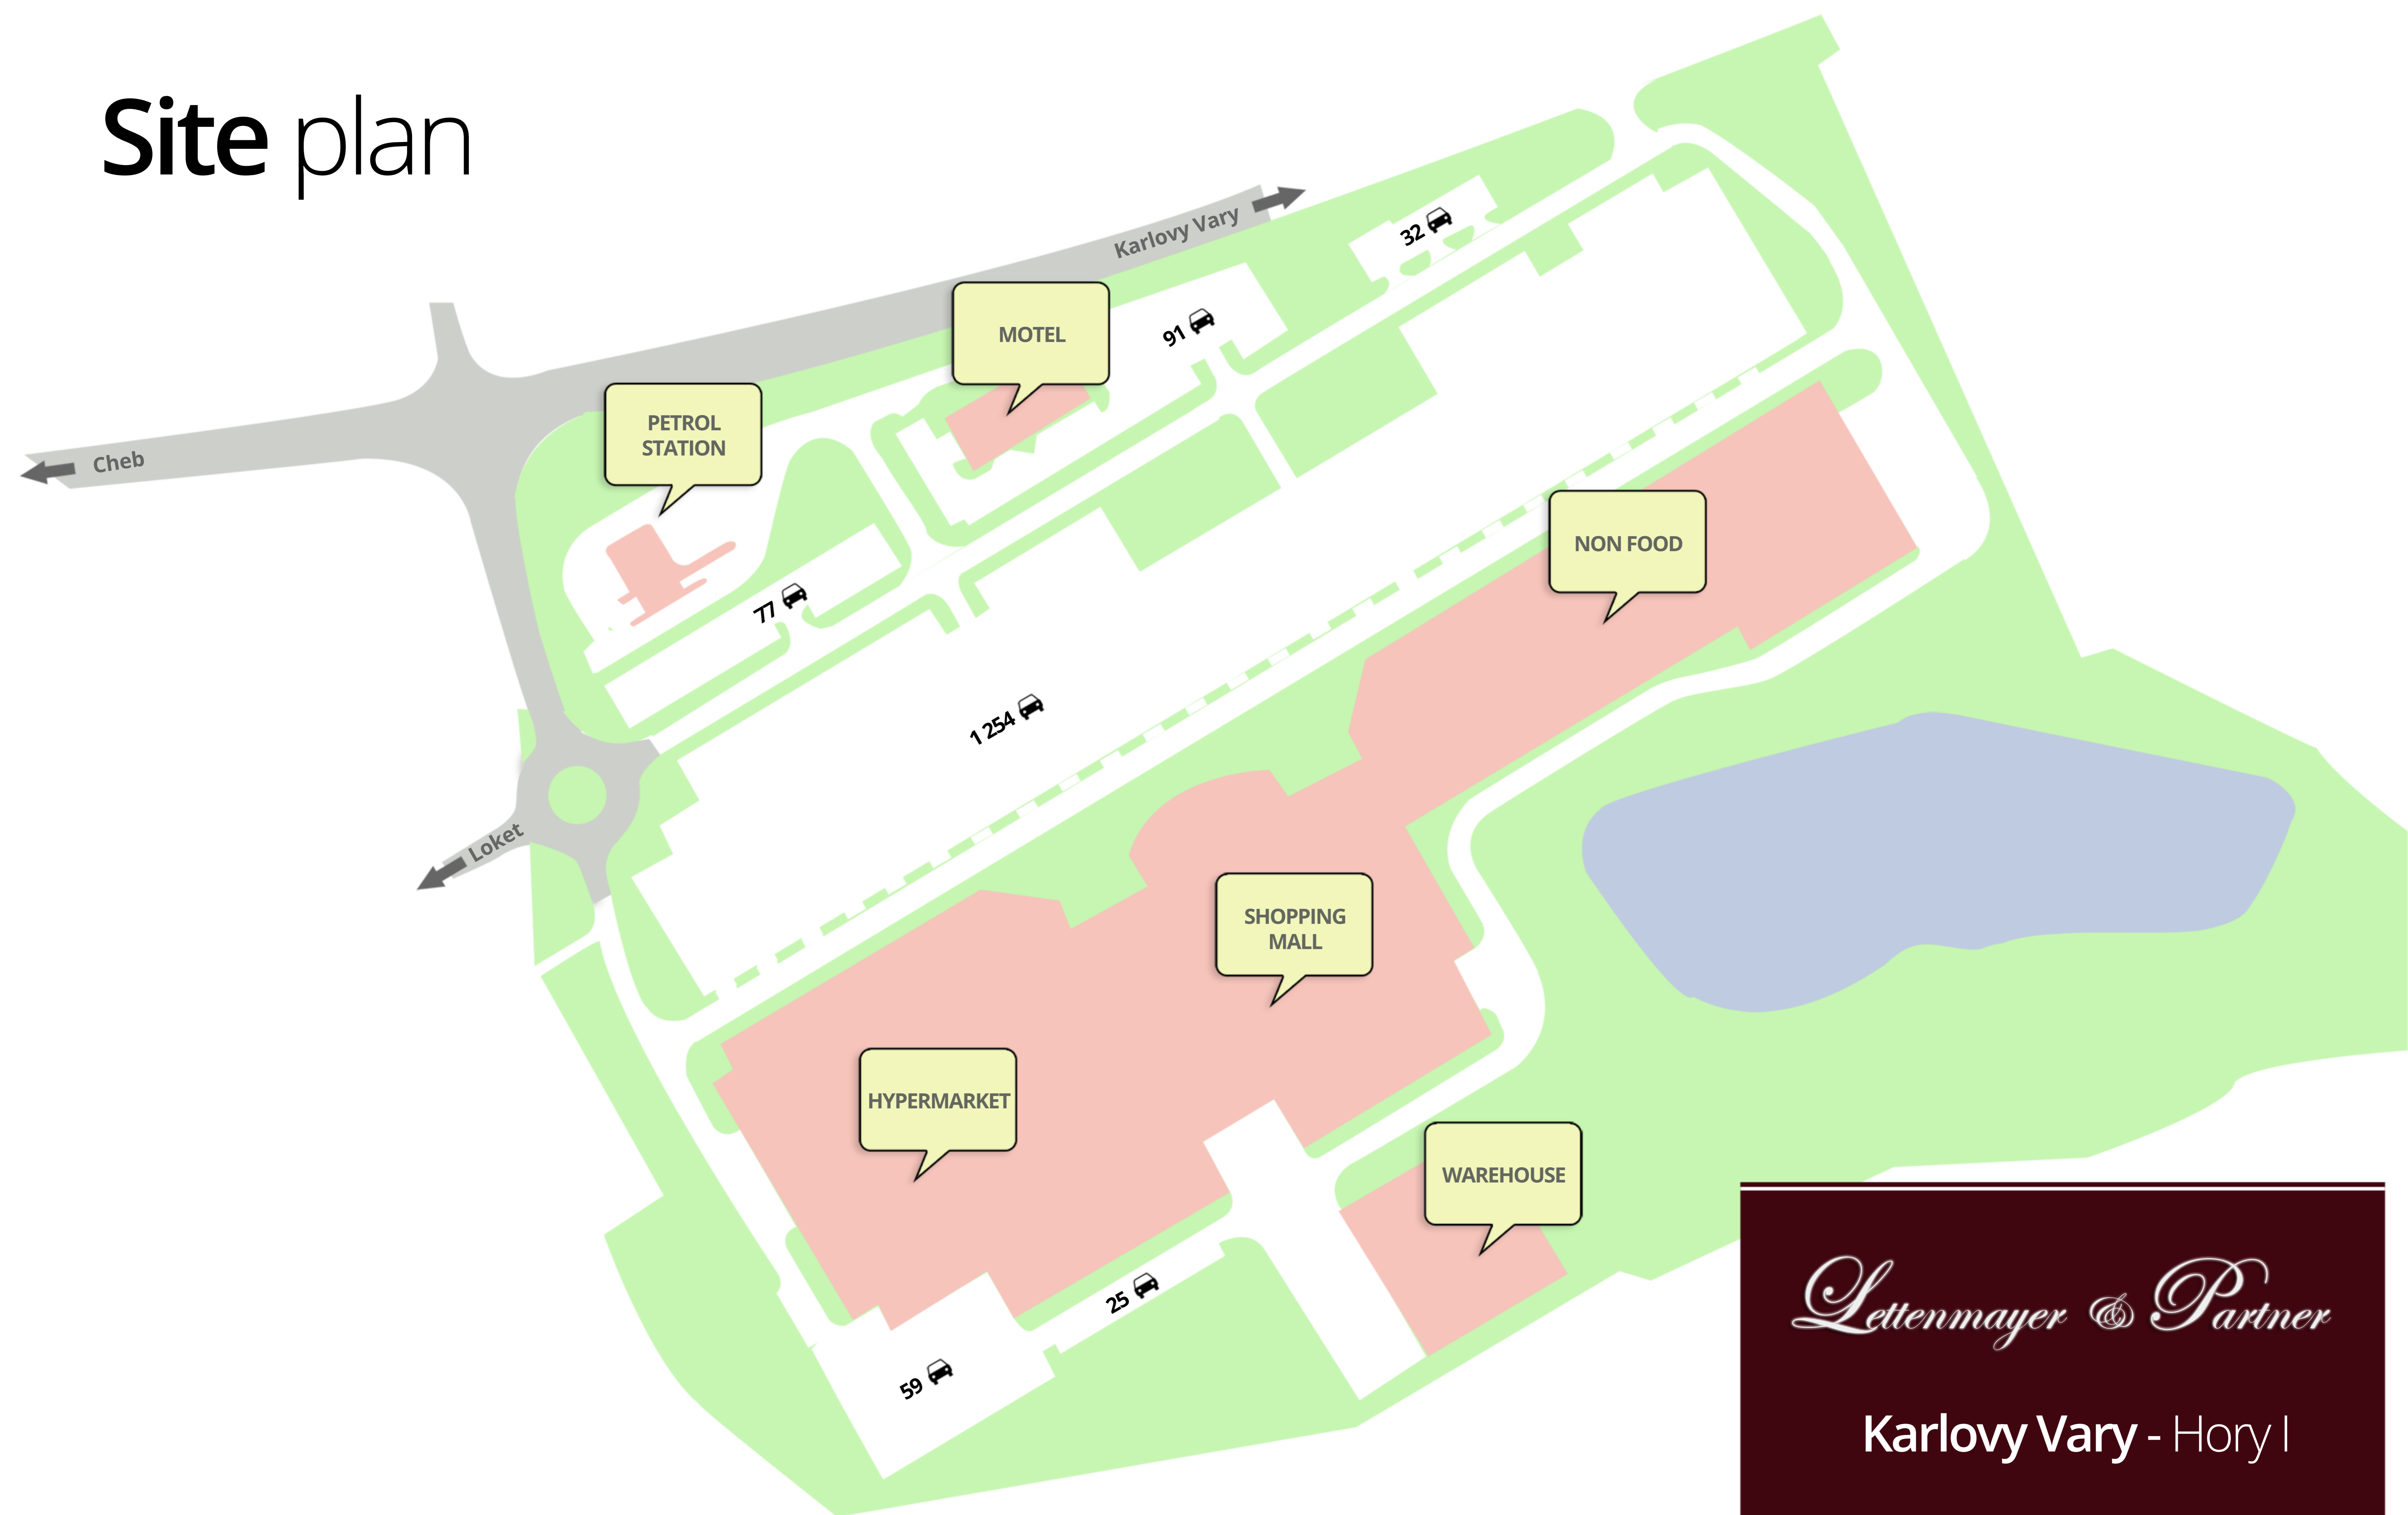 Site plan
Karlovy Vary
32
MOTEL
91
PETROL
STATION
Cheb
NON FOOD
77
1 254
Loket
SHOPPING
MALL
HYPERMARKET
WAREHOUSE
25
59
Lettenmayer & Partner
Karlovy Vary - Hory I